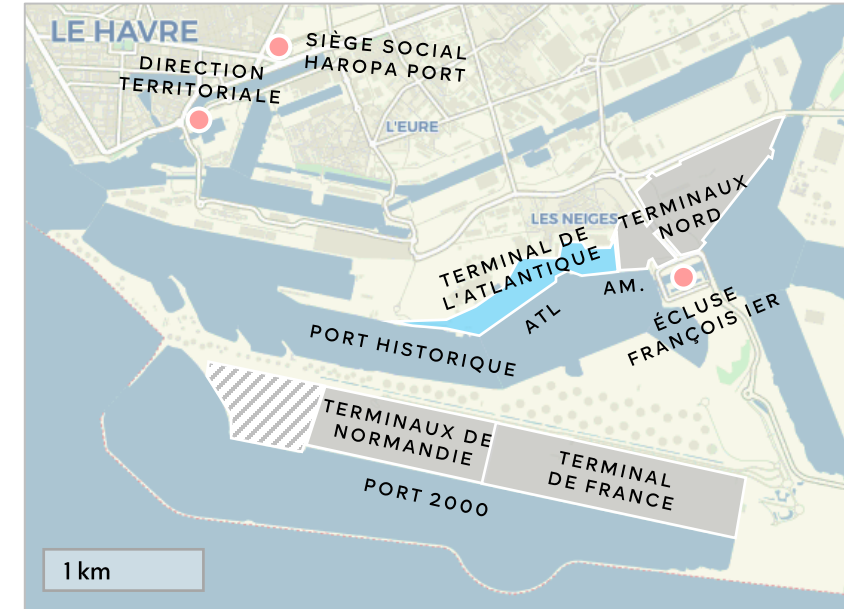 LE HAVRE
SIÈGE SOCIAL
HAROPA PORT
DIRECTION
TERRITORIALE
L'EURE
LES NEIGES
TERMINAUX
NORD
TERMINAL DE
L'ATLANTIQUE
AM.
ATL
ÉCLUSE
FRANÇOIS IER
PORT HISTORIQUE
TERMINAUX DE
NORMANDIE
TERMINAL
DE FRANCE
PORT 2000
1 km